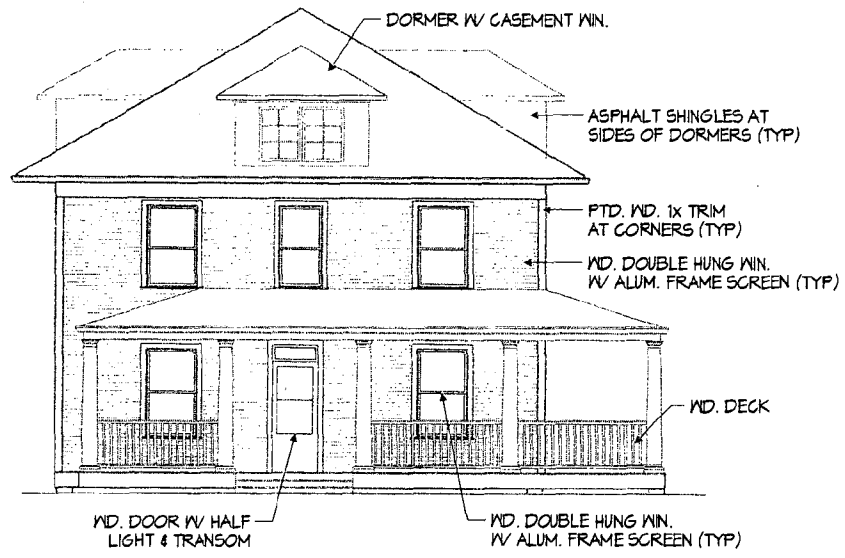 DORMER W/ CASEMENT WIN.
ASPHALT SHINGLES AT
SIDES OF DORMERS (TYP)
PTD. WD. 1x TRIM
AT CORNERS (TYP)
WD. DOUBLE HUNG WIN.
W/ ALUM. FRAME SCREEN (TYP)
WD. DECK
WD. DOOR W/ HALF
LIGHT & TRANSOM
WD. DOUBLE HUNG WIN.
W/ ALUM. FRAME SCREEN (TYP)